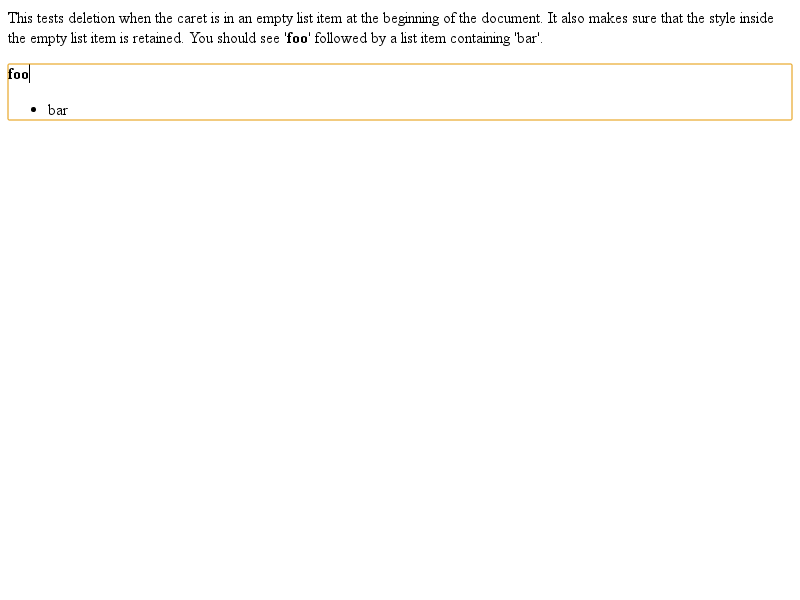 This tests deletion when the caret is in an empty list item at the beginning of the document. It also makes sure that the style inside
the empty list item is retained. You should see 'foo' followed by a list item containing 'bar'.
foo
• bar